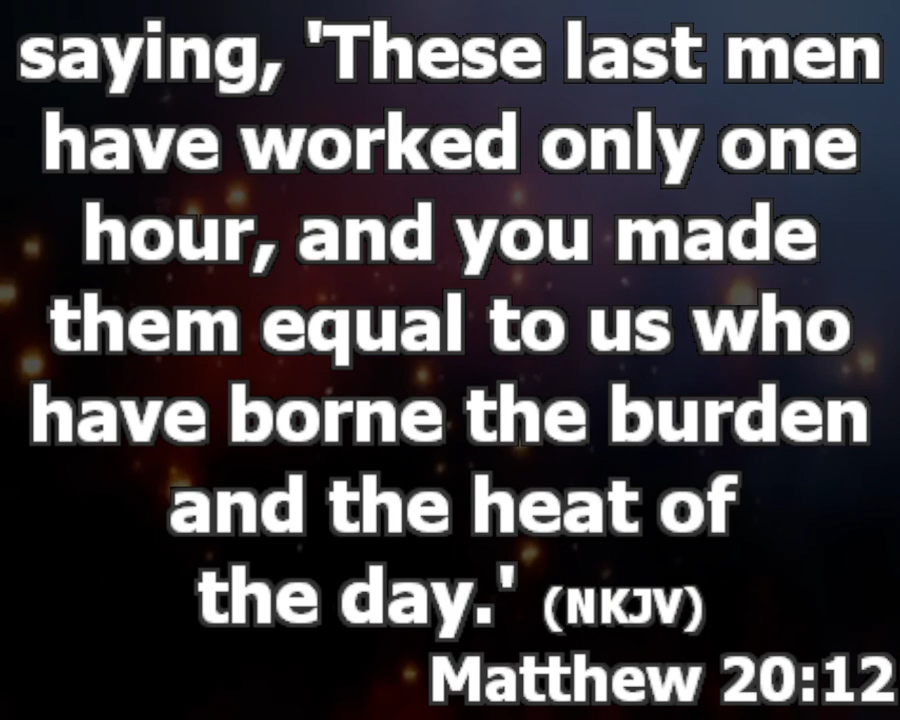 saying, 'These last men
have worked only one
hour, and you made
them equal to us who
have borne the burden
and the heat of
the day.' (NKJV)
Matthew 20:12